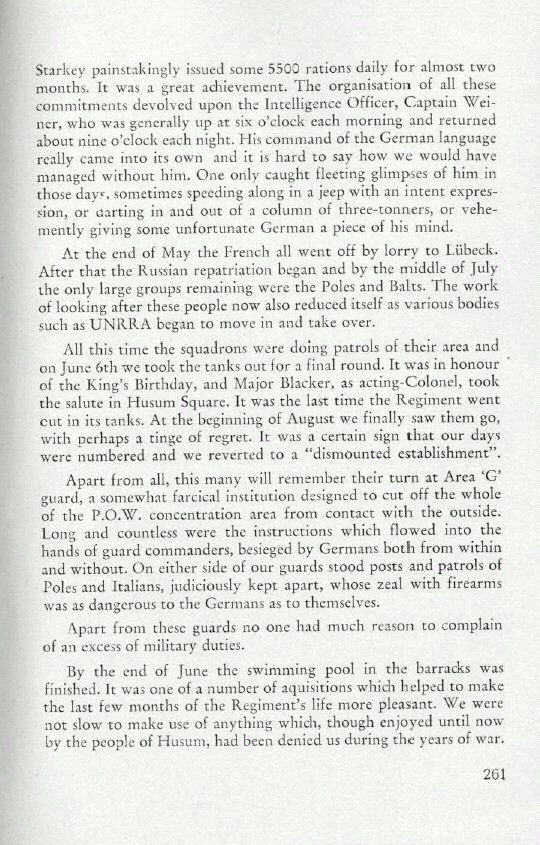 Starkey painstakingly issued some 5500 rations daily for almost two
months. It was a great achievement. The organisation of all these
commitments devolved upon the Intelligence Officer, Captain Wei-
ner, who was generally up at six o'clock each morning and returned
about nine o'clock each night. His command of the German language
really came into its own and it is hard to say how we would have
managed without him. One only caught fleeting glimpses of him in
those days, sometimes speeding along in a jeep with an intent expres-
sion, or darting in and out of a column of three-tonners, or vehe-
mently giving some unfortunate German a piece of his mind.
At the end of May the French all went off by lorry to Lübeck.
After that the Russian repatriation began and by the middle of July
the only large groups remaining were the Poles and Balts. The work
of looking after these people now also reduced itself as various bodies
such as UNRRA began to move in and take over.
All this time the squadrons were doing patrols of their area and
on June 6th we took the tanks out for a final round. It was in honour
of the King's Birthday, and Major Blacker, as acting-Colonel, took
the salute in Husum Square. It was the last time the Regiment went
out in its tanks. At the beginning of August we finally saw them go,
with perhaps a tinge of regret. It was a certain sign that our days
were numbered and we reverted to a "dismounted establishment".
Apart from all, this many will remember their turn at Area 'G'
guard, a somewhat farcical institution designed to cut off the whole
of the P.O.W. concentration area from contact with the outside.
Long and countless were the instructions which flowed into the
hands of guard commanders, besieged by Germans both from within
and without. On either side of our guards stood posts and patrols of
Poles and Italians, judiciously kept apart, whose zeal with firearms
was as dangerous to the Germans as to themselves.
Apart from these guards no one had much reason to complain
of an excess of military duties.
By the end of June the swimming pool in the barracks was
finished. It was one of a number of aquisitions which helped to make
the last few months of the Regiment's life more pleasant. We were
not slow to make use of anything which, though enjoyed until now
by the people of Husum, had been denied us during the years of war.
261